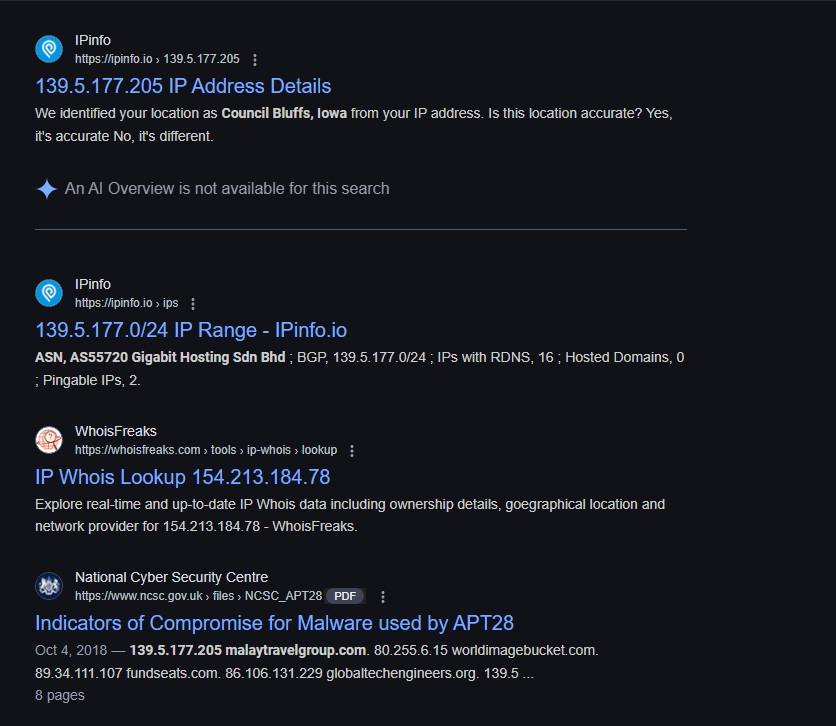 IPinfo
https://ipinfo.io › 139.5.177.205
139.5.177.205 IP Address Details
We identified your location as Council Bluffs, Iowa from your IP address. Is this location accurate? Yes,
it's accurate No, it's different.
An AI Overview is not available for this search
IPinfo
https://ipinfo.io › ips
139.5.177.0/24 IP Range - IPinfo.io
ASN, AS55720 Gigabit Hosting Sdn Bhd ; BGP, 139.5.177.0/24 ; IPs with RDNS, 16 ; Hosted Domains, 0
; Pingable IPs, 2.
WhoisFreaks
https://whoisfreaks.com › tools › ip-whois › lookup
IP Whois Lookup 154.213.184.78
Explore real-time and up-to-date IP Whois data including ownership details, goegraphical location and
network provider for 154.213.184.78 - WhoisFreaks.
National Cyber Security Centre
https://www.ncsc.gov.uk › files › NCSC_APT28 PDF
Indicators of Compromise for Malware used by APT28
Oct 4, 2018 — 139.5.177.205 malaytravelgroup.com. 80.255.6.15 worldimagebucket.com.
89.34.111.107 fundseats.com. 86.106.131.229 globaltechengineers.org. 139.5 ...
8 pages